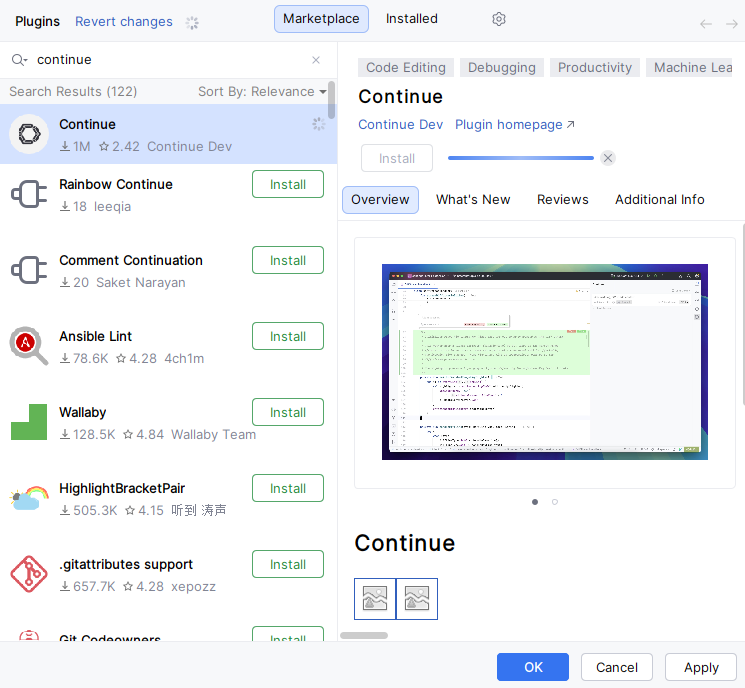 Plugins Revert changes Marketplace Installed
continue
Search Results (122) Sort By: Relevance
Continue
1M 2.42 Continue Dev
Rainbow Continue Install
18 leeqia
Comment Continuation Install
20 Saket Narayan
Ansible Lint Install
78.6K 4.28 4ch1m
Wallaby Install
128.5K 4.84 Wallaby Team
HighlightBracketPair Install
505.3K 4.15 听到 涛声
.gitattributes support Install
657.7K 4.28 xepozz
Git Codeowners Install
Code Editing Debugging Productivity Machine Lea
Continue
Continue Dev Plugin homepage
Install
Overview What's New Reviews Additional Info
Continue
OK Cancel Apply